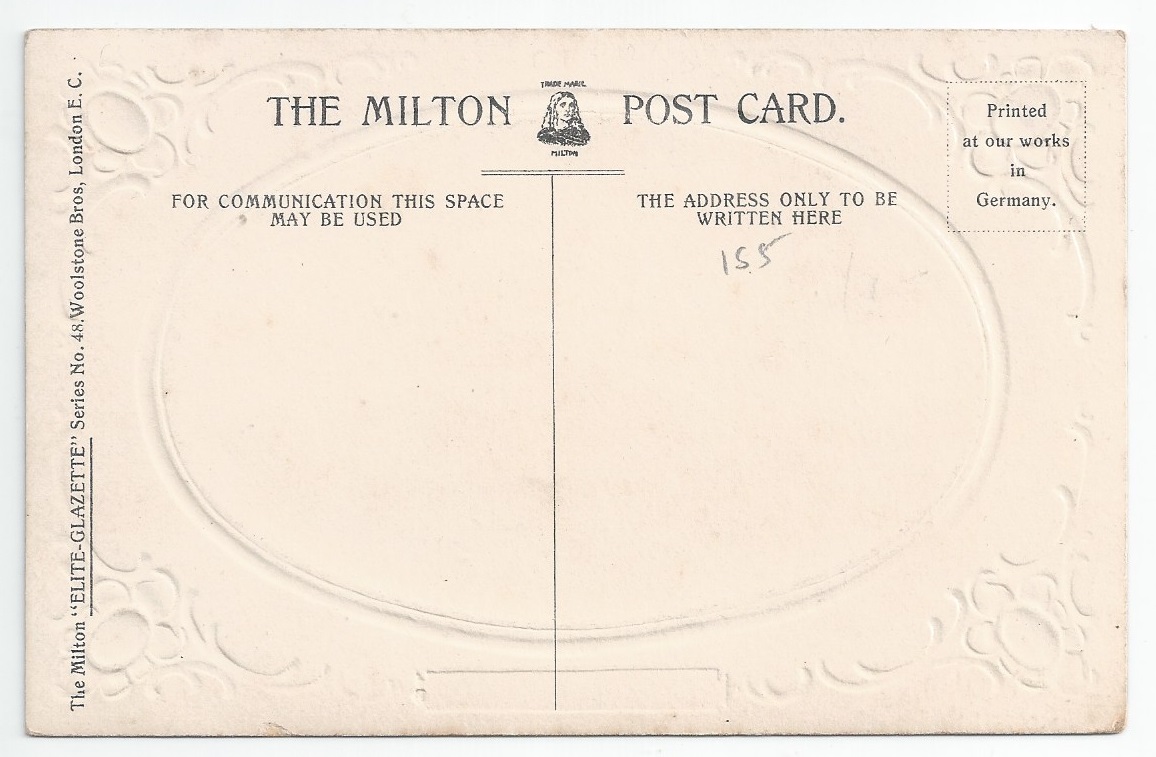 TRADE MARK.
THE MILTON POST CARD.
MILTON
Printed
at our works
in
Germany.
FOR COMMUNICATION THIS SPACE
MAY BE USED
THE ADDRESS ONLY TO BE
WRITTEN HERE
155
The Milton "ELITE-GLAZETTE" Series No. 48. Woolstone Bros, London E. C.